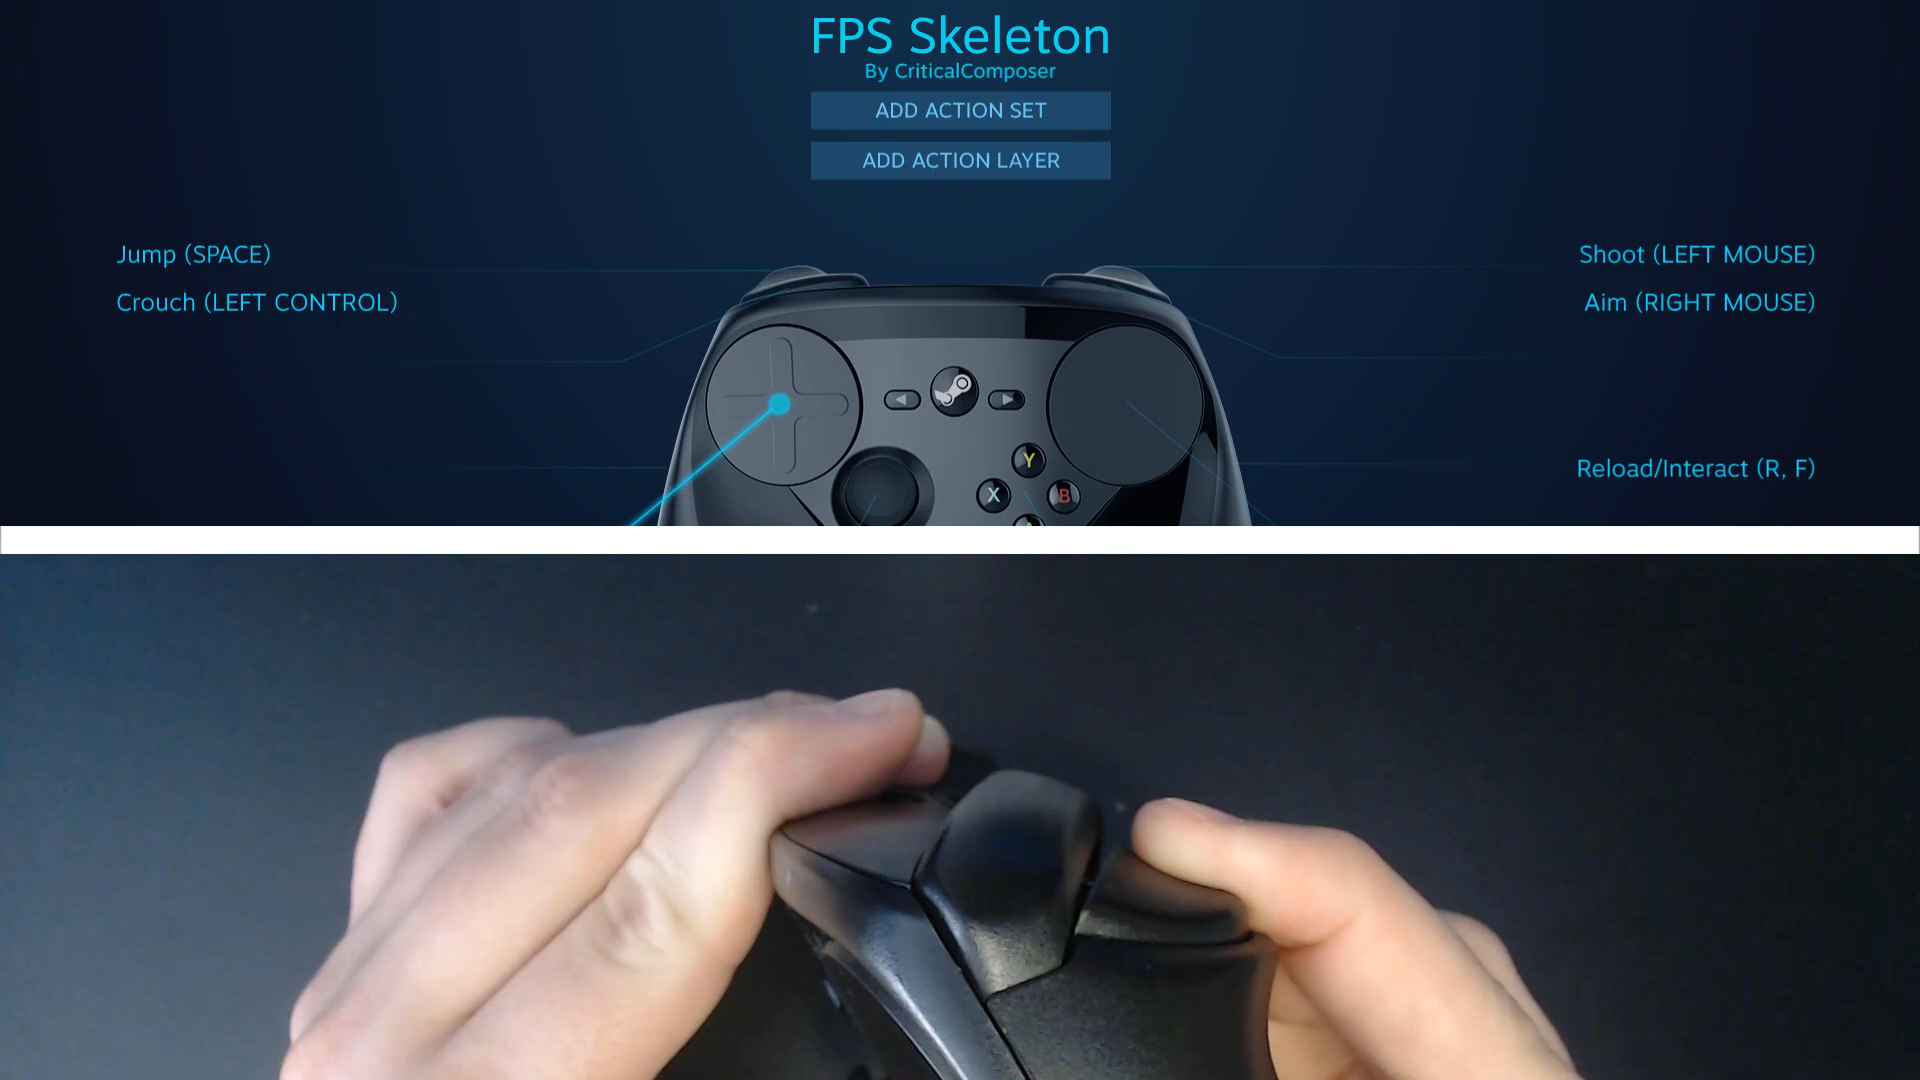 FPS Skeleton
By CriticalComposer
ADD ACTION SET
ADD ACTION LAYER
Jump (SPACE)
Shoot (LEFT MOUSE)
Crouch (LEFT CONTROL)
Aim (RIGHT MOUSE)
Y
Reload/Interact (R, F)
X
B